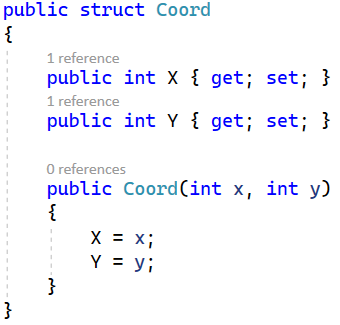 public struct Coord
{
1 reference
public int X { get; set; }
1 reference
public int Y { get; set; }
0 references
public Coord(int x, int y)
{
X = x;
Y = y;
}
}